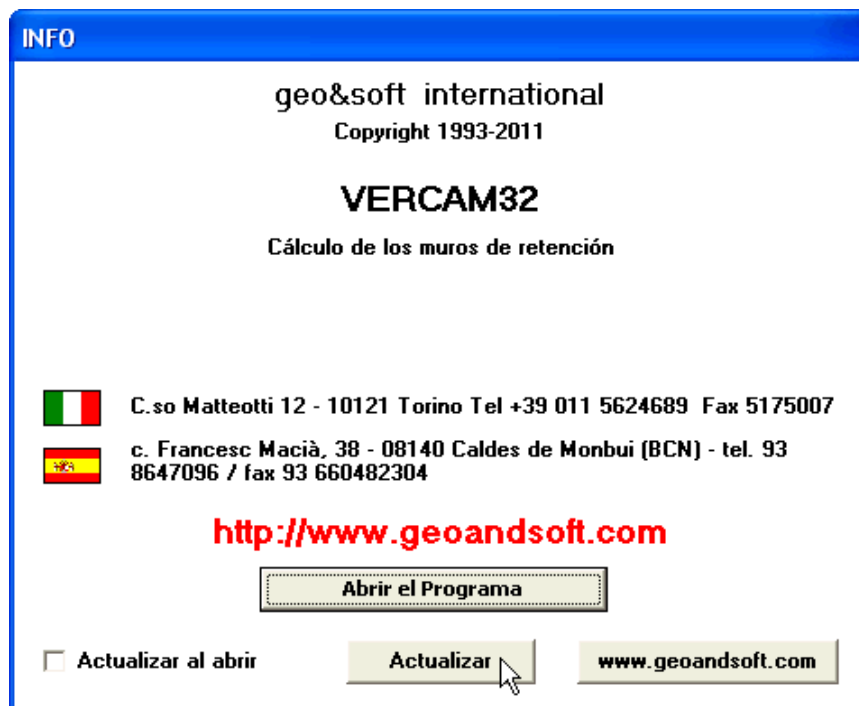 INFO
geo&soft international
Copyright 1993-2011
VERCAM32
Cálculo de los muros de retención
C.so Matteotti 12 - 10121 Torino Tel +39 011 5624689 Fax 5175007
c. Francesc Macià, 38 - 08140 Caldes de Monbui (BCN) - tel. 93
8647096 / fax 93 660482304
http://www.geoandsoft.com
Abrir el Programa
Actualizar al abrir
Actualizar
www.geoandsoft.com